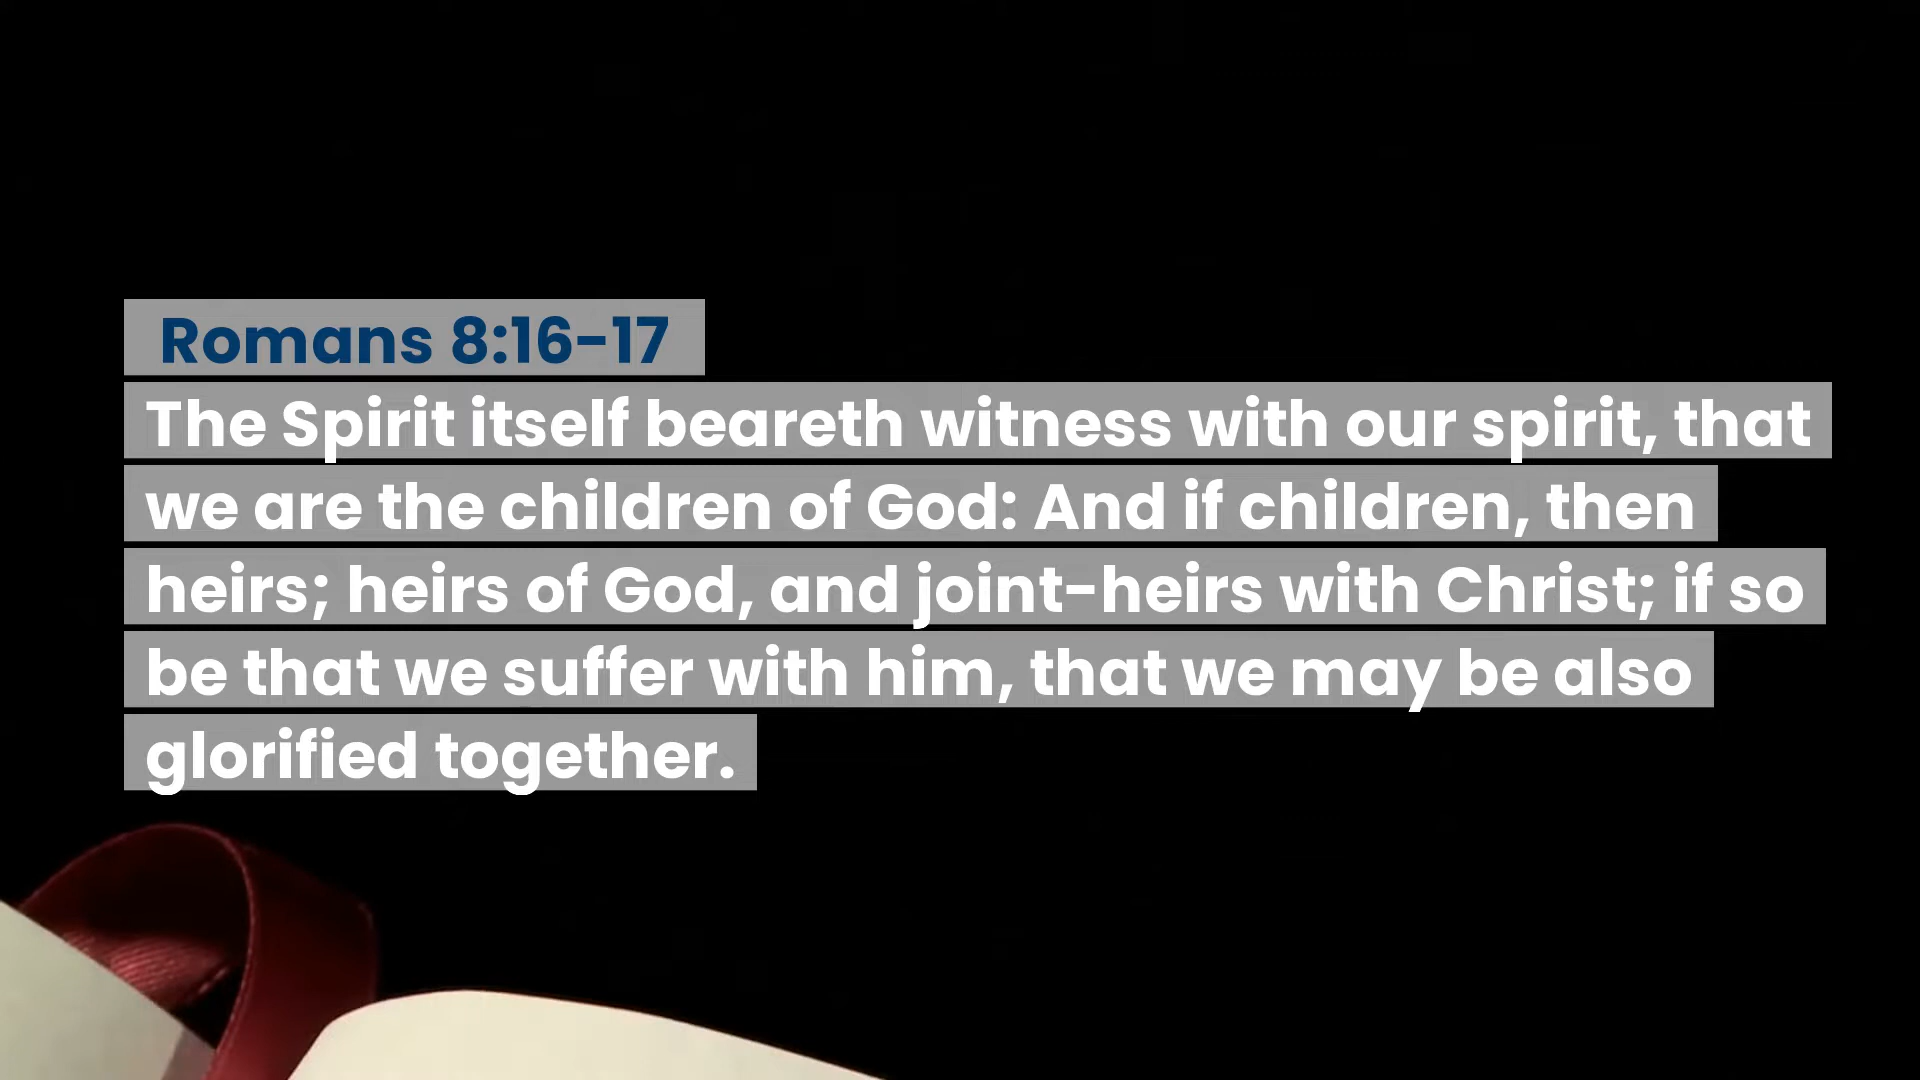 Romans 8:16-17
The Spirit itself beareth witness with our spirit, that
we are the children of God: And if children, then
heirs; heirs of God, and joint-heirs with Christ; if so
be that we suffer with him, that we may be also
glorified together.